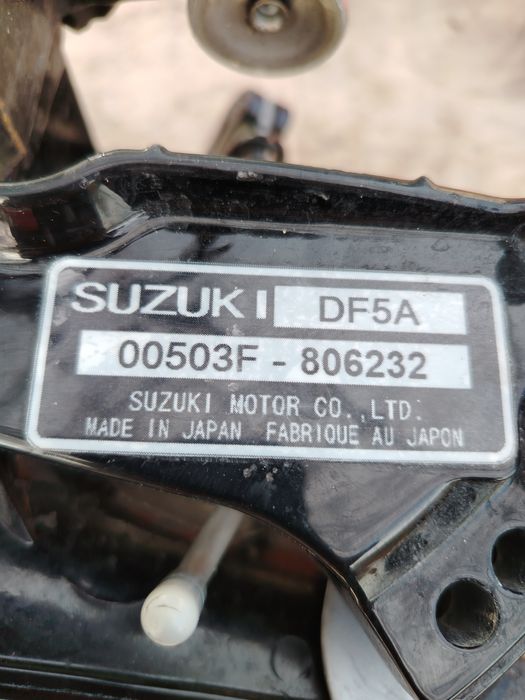 SUZUKI DF5A
00503F - 806232
SUZUKI MOTOR CO.,LTD.
MADE IN JAPAN FABRIQUE AU JAPON